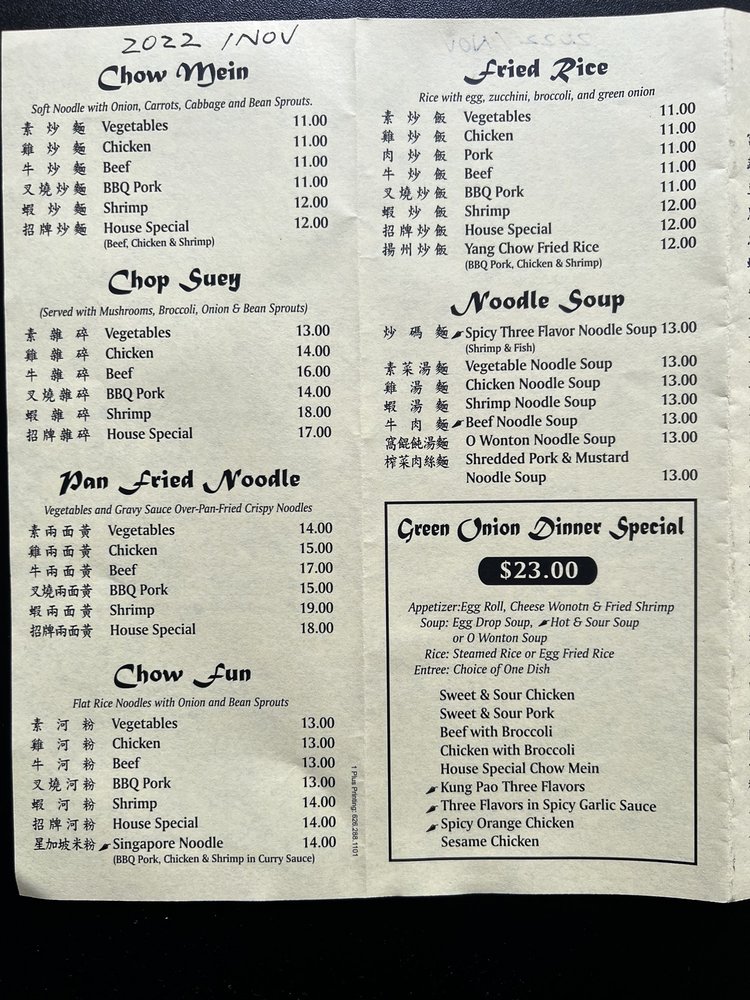 2022 /NOV
Chow Mein
Soft Noodle with Onion, Carrots, Cabbage and Bean Sprouts.
素炒麵 Vegetables 11.00
雞炒麵 Chicken 11.00
牛炒麵 Beef 11.00
叉燒炒麵 BBQ Pork 11.00
蝦炒麵 Shrimp 12.00
招牌炒麵 House Special 12.00
(Beef, Chicken & Shrimp)
Chop Suey
(Served with Mushrooms, Broccoli, Onion & Bean Sprouts)
素雜碎 Vegetables 13.00
雞雜碎 Chicken 14.00
牛雜碎 Beef 16.00
叉燒雜碎 BBQ Pork 14.00
蝦雜碎 Shrimp 18.00
招牌雜碎 House Special 17.00
Pan Fried Noodle
Vegetables and Gravy Sauce Over-Pan-Fried Crispy Noodles
素兩面黃 Vegetables 14.00
雞兩面黃 Chicken 15.00
牛兩面黃 Beef 17.00
叉燒兩面黃 BBQ Pork 15.00
蝦兩面黃 Shrimp 19.00
招牌兩面黃 House Special 18.00
Chow Fun
Flat Rice Noodles with Onion and Bean Sprouts
素河粉 Vegetables 13.00
雞河粉 Chicken 13.00
牛河粉 Beef 13.00
叉燒河粉 BBQ Pork 13.00
蝦河粉 Shrimp 14.00
招牌河粉 House Special 14.00
星加坡米粉 Singapore Noodle 14.00
(BBQ Pork, Chicken & Shrimp in Curry Sauce)
1 Plus Printing: 626.288.1101
Fried Rice
Rice with egg, zucchini, broccoli, and green onion
素炒飯 Vegetables 11.00
雞炒飯 Chicken 11.00
肉炒飯 Pork 11.00
牛炒飯 Beef 11.00
叉燒炒飯 BBQ Pork 11.00
蝦炒飯 Shrimp 12.00
招牌炒飯 House Special 12.00
揚州炒飯 Yang Chow Fried Rice 12.00
(BBQ Pork, Chicken & Shrimp)
Noodle Soup
炒碼麵 Spicy Three Flavor Noodle Soup 13.00
(Shrimp & Fish)
素菜湯麵 Vegetable Noodle Soup 13.00
雞湯麵 Chicken Noodle Soup 13.00
蝦湯麵 Shrimp Noodle Soup 13.00
牛肉麵 Beef Noodle Soup 13.00
窩餛飩湯麵 O Wonton Noodle Soup 13.00
榨菜肉絲麵 Shredded Pork & Mustard
Noodle Soup 13.00
Green Onion Dinner Special
$23.00
Appetizer:Egg Roll, Cheese Wonotn & Fried Shrimp
Soup: Egg Drop Soup, Hot & Sour Soup
or O Wonton Soup
Rice: Steamed Rice or Egg Fried Rice
Entree: Choice of One Dish
Sweet & Sour Chicken
Sweet & Sour Pork
Beef with Broccoli
Chicken with Broccoli
House Special Chow Mein
Kung Pao Three Flavors
Three Flavors in Spicy Garlic Sauce
Spicy Orange Chicken
Sesame Chicken